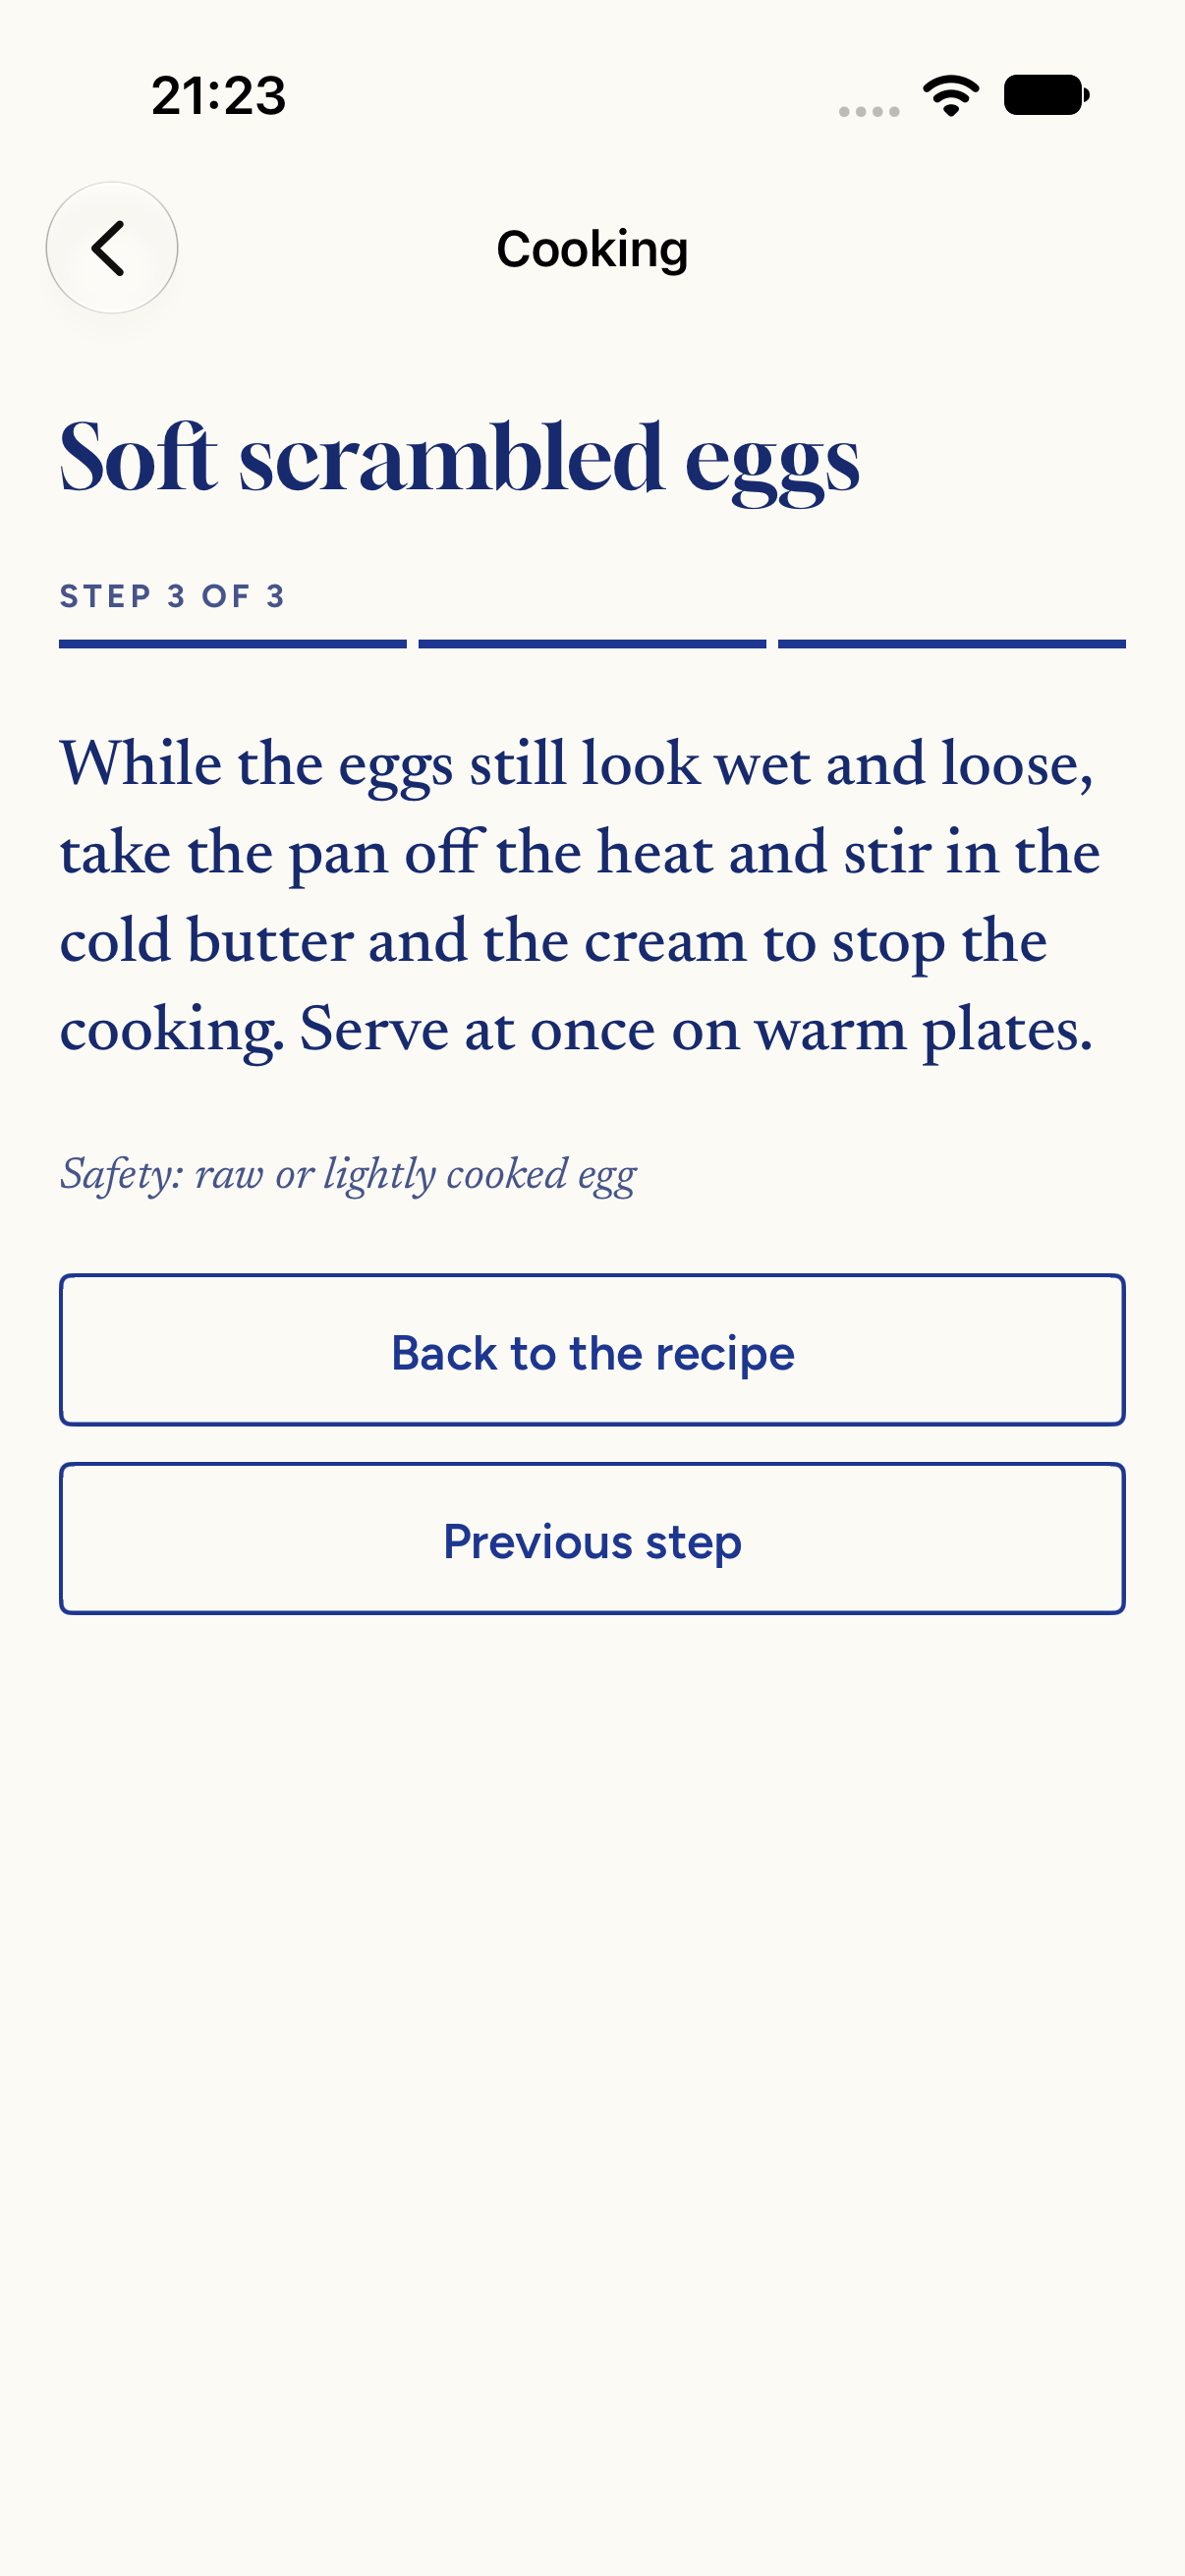 21:23
Cooking
Soft scrambled eggs
STEP 3 OF 3
While the eggs still look wet and loose,
take the pan off the heat and stir in the
cold butter and the cream to stop the
cooking. Serve at once on warm plates.
Safety: raw or lightly cooked egg
Back to the recipe
Previous step